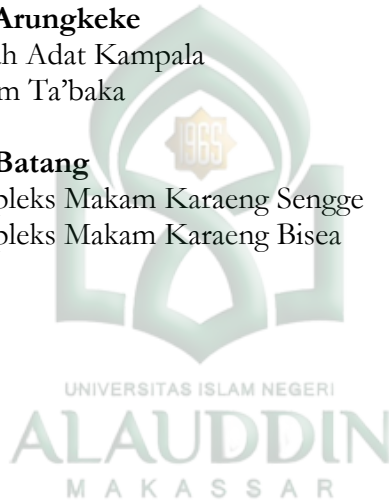 Arungkeke
h Adat Kampala
m Ta’baka
Batang
pleks Makam Karaeng Sengge
pleks Makam Karaeng Bisea
1965
UNIVERSITAS ISLAM NEGERI
ALAUDDIN
MAKASSAR